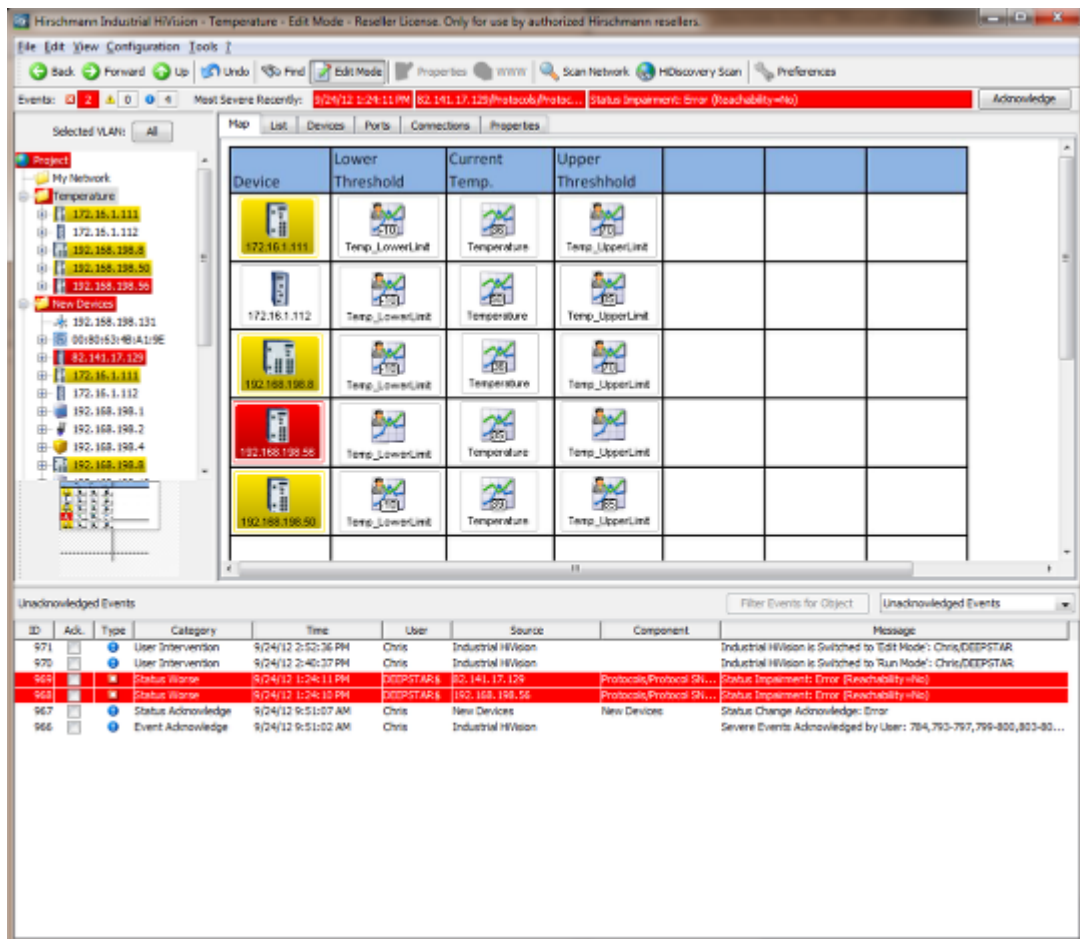 Hirschmann Industrial HiVision - Temperature - Edit Mode - Reseller License. Only for use by authorized Hirschmann resellers.
File Edit View Configuration Tools ?
Back Forward Up Undo Find Edit Mode Properties WWW Scan Network HiDiscovery Scan Preferences
Events: 2 0 4 Most Severe Recently: 9/24/12 1:24:11 PM 82.141.17.129/Protocols/Protoc... Status Impairment: Error (Reachability=No) Acknowledge
Selected VLAN: All
Map List Devices Ports Connections Properties
Project
My Network
Temperature
172.16.1.111
172.16.1.112
192.168.198.8
192.168.198.50
192.168.198.56
New Devices
192.168.198.131
00:80:63:4B:A1:9E
82.141.17.129
172.16.1.111
172.16.1.112
192.168.198.1
192.168.198.2
192.168.198.4
192.168.198.8
Device Lower Threshold Current Temp. Upper Threshhold
172.16.1.111 Temp_LowerLimit Temperature Temp_UpperLimit
172.16.1.112 Temp_LowerLimit Temperature Temp_UpperLimit
192.168.198.8 Temp_LowerLimit Temperature Temp_UpperLimit
192.168.198.56 Temp_LowerLimit Temperature Temp_UpperLimit
192.168.198.50 Temp_LowerLimit Temperature Temp_UpperLimit
Unacknowledged Events Filter Events for Object Unacknowledged Events
ID Ack. Type Category Time User Source Component Message
971 User Intervention 9/24/12 2:52:36 PM Chris Industrial HiVision Industrial HiVision is Switched to 'Edit Mode': Chris/DEEPSTAR
970 User Intervention 9/24/12 2:40:37 PM Chris Industrial HiVision Industrial HiVision is Switched to 'Run Mode': Chris/DEEPSTAR
969 Status Worse 9/24/12 1:24:11 PM DEEPSTAR$ 82.141.17.129 Protocols/Protocol SN... Status Impairment: Error (Reachability=No)
968 Status Worse 9/24/12 1:24:10 PM DEEPSTAR$ 192.168.198.56 Protocols/Protocol SN... Status Impairment: Error (Reachability=No)
967 Status Acknowledge 9/24/12 9:51:07 AM Chris New Devices New Devices Status Change Acknowledge: Error
966 Event Acknowledge 9/24/12 9:51:02 AM Chris Industrial HiVision Severe Events Acknowledged by User: 784,793-797,799-800,803-80...